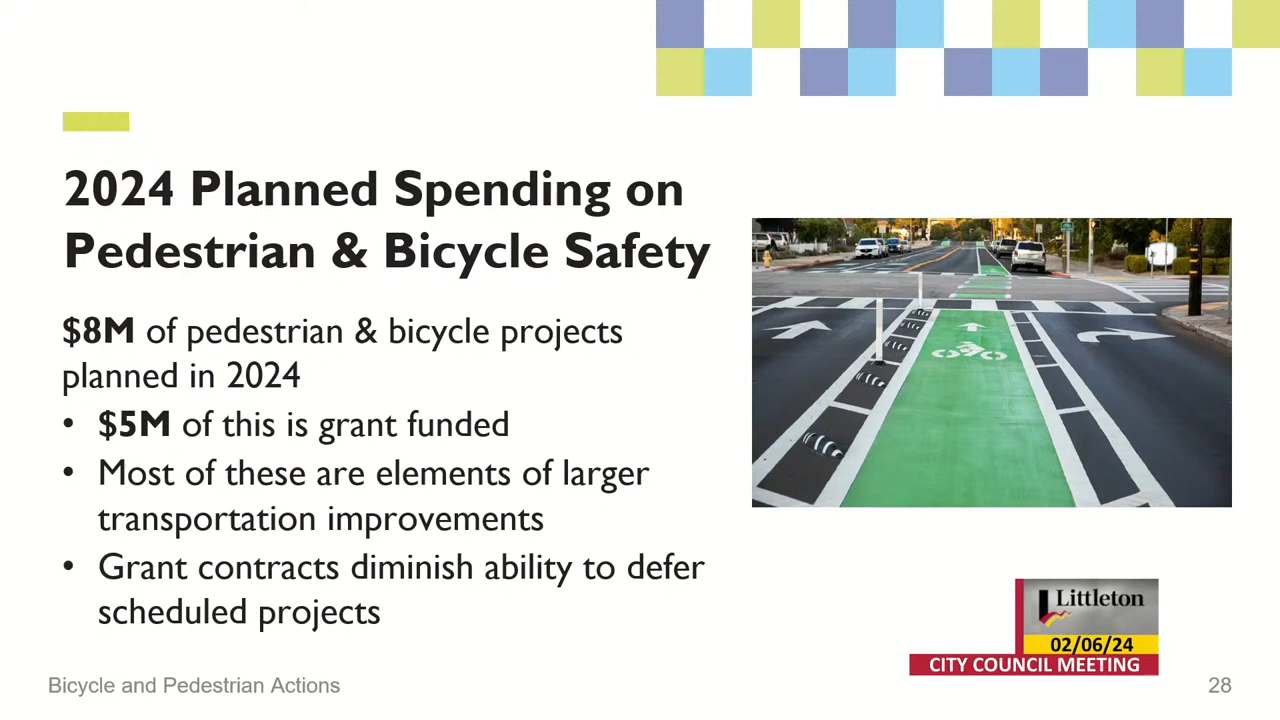 2024 Planned Spending on
Pedestrian & Bicycle Safety
$8M of pedestrian & bicycle projects
planned in 2024
• $5M of this is grant funded
• Most of these are elements of larger
transportation improvements
• Grant contracts diminish ability to defer
scheduled projects
Littleton
02/06/24
CITY COUNCIL MEETING
Bicycle and Pedestrian Actions
28